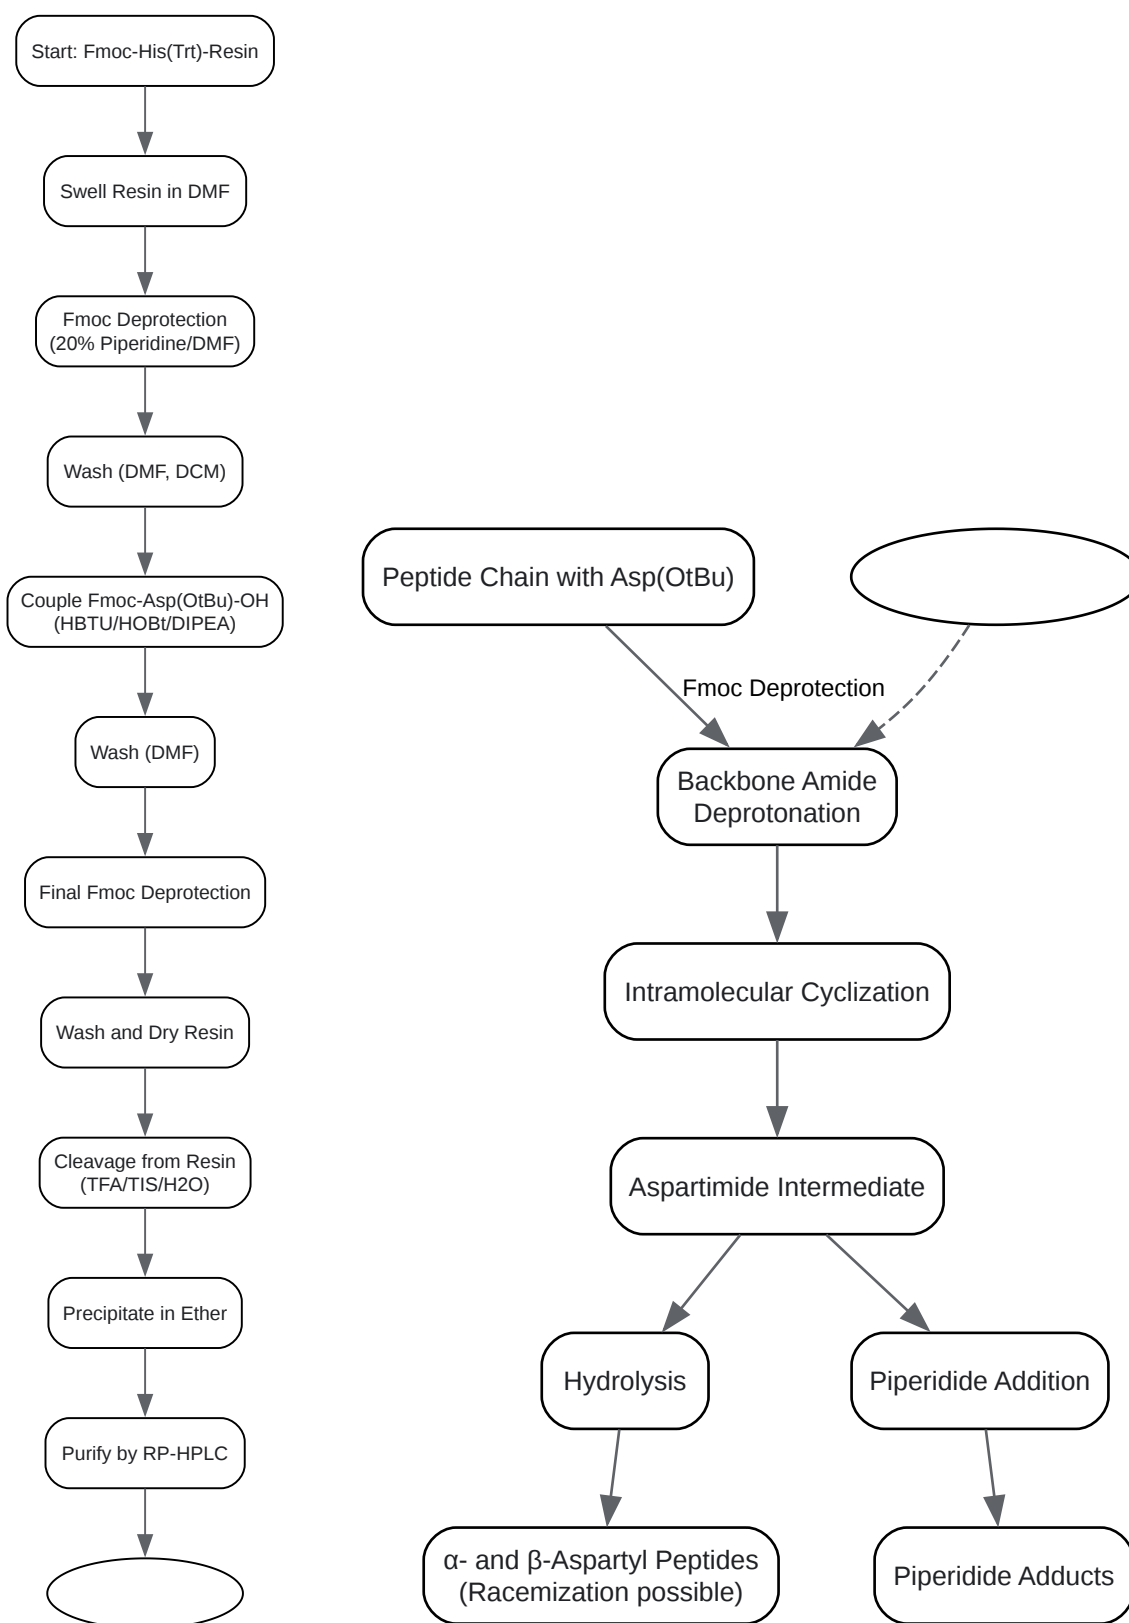 Start: Fmoc-His(Trt)-Resin
Swell Resin in DMF
Fmoc Deprotection
(20% Piperidine/DMF)
Wash (DMF, DCM)
Couple Fmoc-Asp(OtBu)-OH
(HBTU/HOBt/DIPEA)
Wash (DMF)
Final Fmoc Deprotection
Wash and Dry Resin
Cleavage from Resin
(TFA/TIS/H2O)
Precipitate in Ether
Purify by RP-HPLC
Peptide Chain with Asp(OtBu)
Fmoc Deprotection
Backbone Amide
Deprotonation
Intramolecular Cyclization
Aspartimide Intermediate
Hydrolysis
Piperidide Addition
α- and β-Aspartyl Peptides
(Racemization possible)
Piperidide Adducts